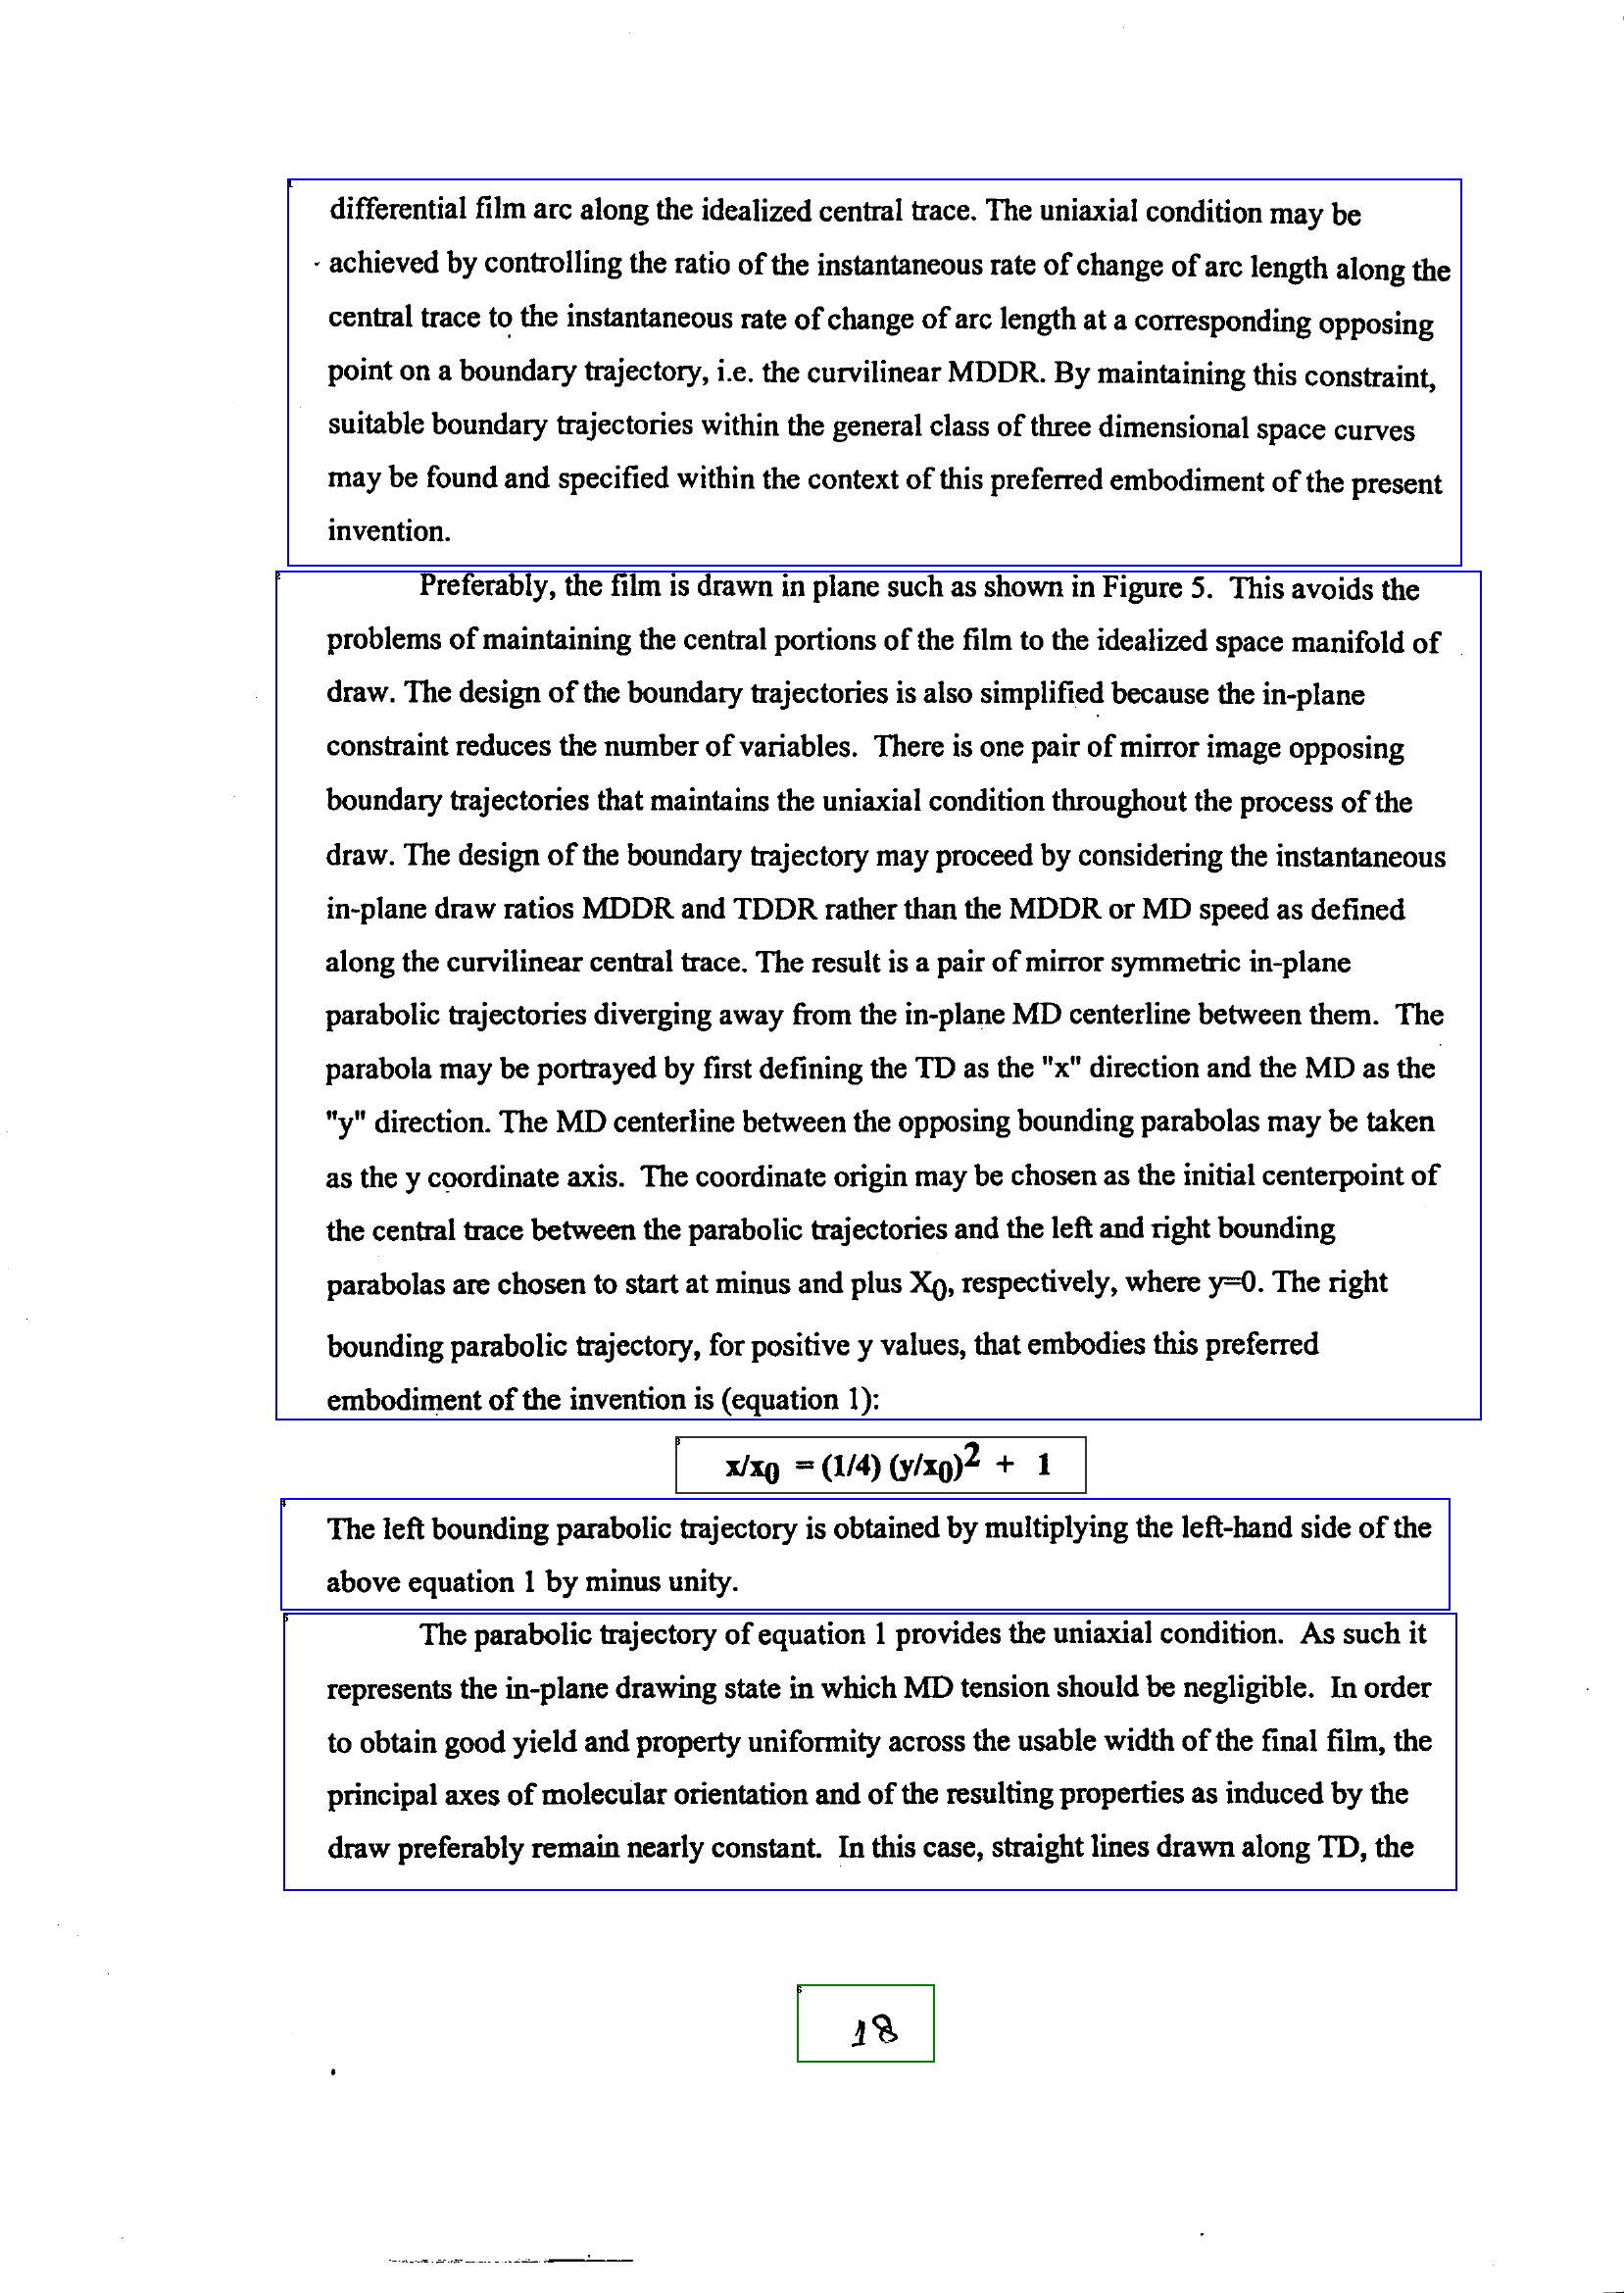 differential film arc along the idealized central trace. The uniaxial condition may be
achieved by controlling the ratio of the instantaneous rate of change of arc length along the
central trace to the instantaneous rate of change of arc length at a corresponding opposing
point on a boundary trajectory, i.e. the curvilinear MDDR. By maintaining this constraint,
suitable boundary trajectories within the general class of three dimensional space curves
may be found and specified within the context of this preferred embodiment of the present
invention.
Preferably, the film is drawn in plane such as shown in Figure 5. This avoids the
problems of maintaining the central portions of the film to the idealized space manifold of
draw. The design of the boundary trajectories is also simplified because the in-plane
constraint reduces the number of variables. There is one pair of mirror image opposing
boundary trajectories that maintains the uniaxial condition throughout the process of the
draw. The design of the boundary trajectory may proceed by considering the instantaneous
in-plane draw ratios MDDR and TDDR rather than the MDDR or MD speed as defined
along the curvilinear central trace. The result is a pair of mirror symmetric in-plane
parabolic trajectories diverging away from the in-plane MD centerline between them. The
parabola may be portrayed by first defining the TD as the "x" direction and the MD as the
"y" direction. The MD centerline between the opposing bounding parabolas may be taken
as the y coordinate axis. The coordinate origin may be chosen as the initial centerpoint of
the central trace between the parabolic trajectories and the left and right bounding
parabolas are chosen to start at minus and plus X0, respectively, where y=0. The right
bounding parabolic trajectory, for positive y values, that embodies this preferred
embodiment of the invention is (equation 1):
x/x0 = (1/4) (y/x0)2 + 1
The left bounding parabolic trajectory is obtained by multiplying the left-hand side of the
above equation 1 by minus unity.
The parabolic trajectory of equation 1 provides the uniaxial condition. As such it
represents the in-plane drawing state in which MD tension should be negligible. In order
to obtain good yield and property uniformity across the usable width of the final film, the
principal axes of molecular orientation and of the resulting properties as induced by the
draw preferably remain nearly constant. In this case, straight lines drawn along TD, the
18